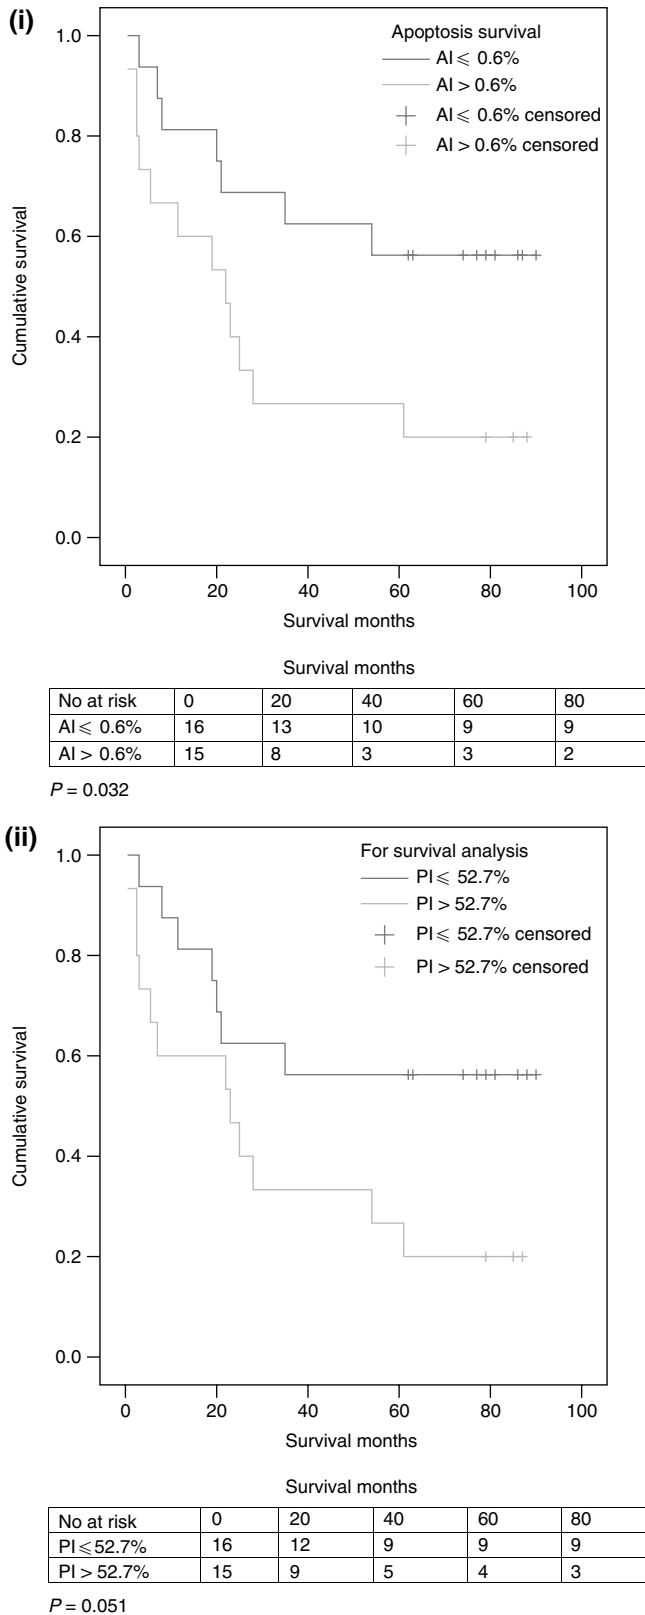 (i)
Apoptosis survival
AI ⩽ 0.6%
AI > 0.6%
AI ⩽ 0.6% censored
AI > 0.6% censored
1.0
0.8
0.6
0.4
0.2
0.0
Cumulative survival
0 20 40 60 80 100
Survival months
Survival months
No at risk 0 20 40 60 80
AI ⩽ 0.6% 16 13 10 9 9
AI > 0.6% 15 8 3 3 2
P = 0.032
(ii)
For survival analysis
PI ⩽ 52.7%
PI > 52.7%
PI ⩽ 52.7% censored
PI > 52.7% censored
1.0
0.8
0.6
0.4
0.2
0.0
Cumulative survival
0 20 40 60 80 100
Survival months
Survival months
No at risk 0 20 40 60 80
PI ⩽ 52.7% 16 12 9 9 9
PI > 52.7% 15 9 5 4 3
P = 0.051